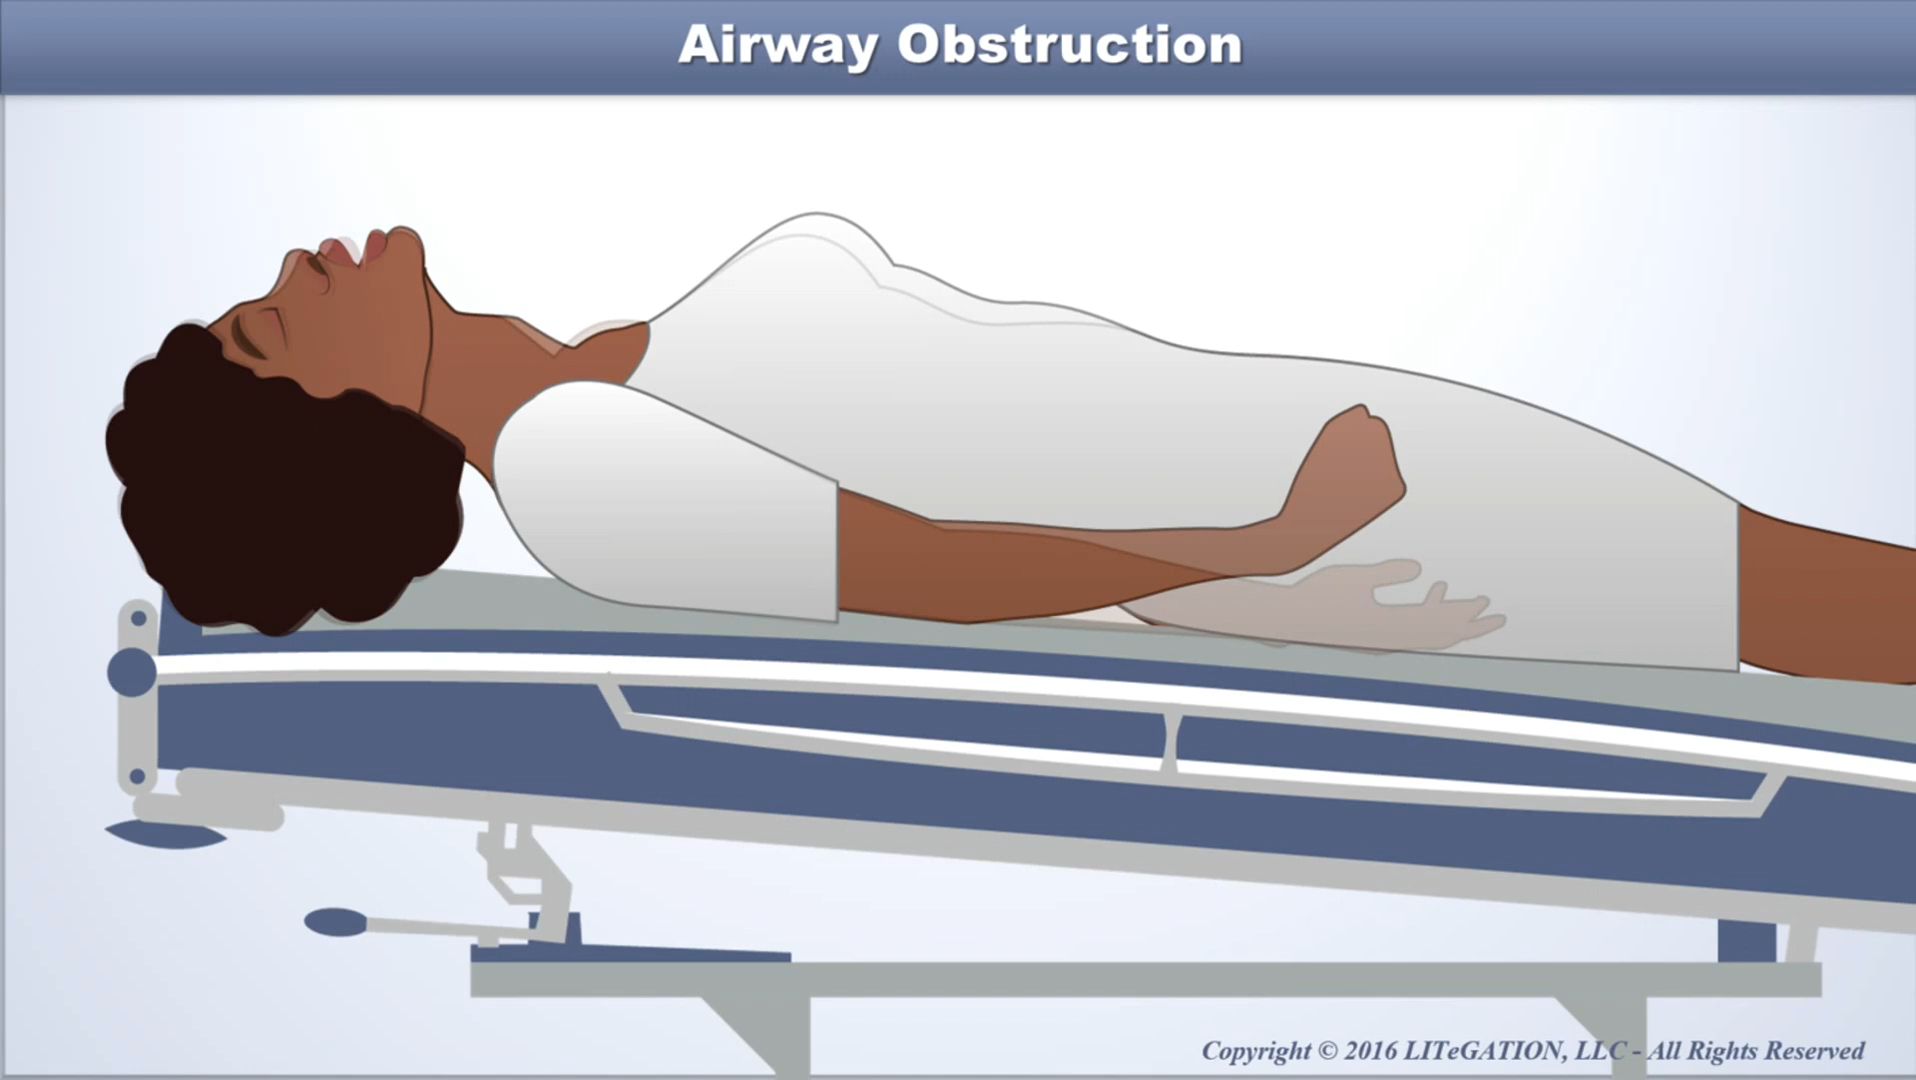 Airway Obstruction
Copyright © 2016 LITeGATION, LLC - All Rights Reserved